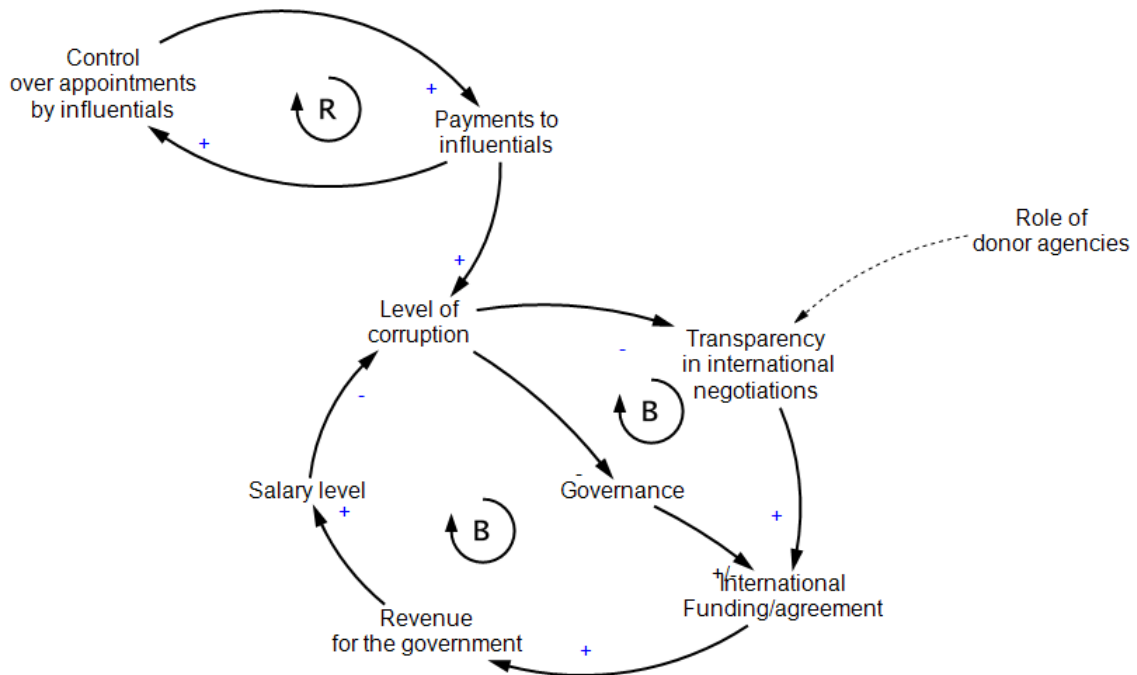 Control
over appointments
by influentials
R
+
Payments to
influentials
+
+
Role of
donor agencies
Level of
corruption
Transparency
in international
negotiations
-
-
B
-
Salary level
+
B
Governance
+
+/-
International
Funding/agreement
Revenue
for the government
+